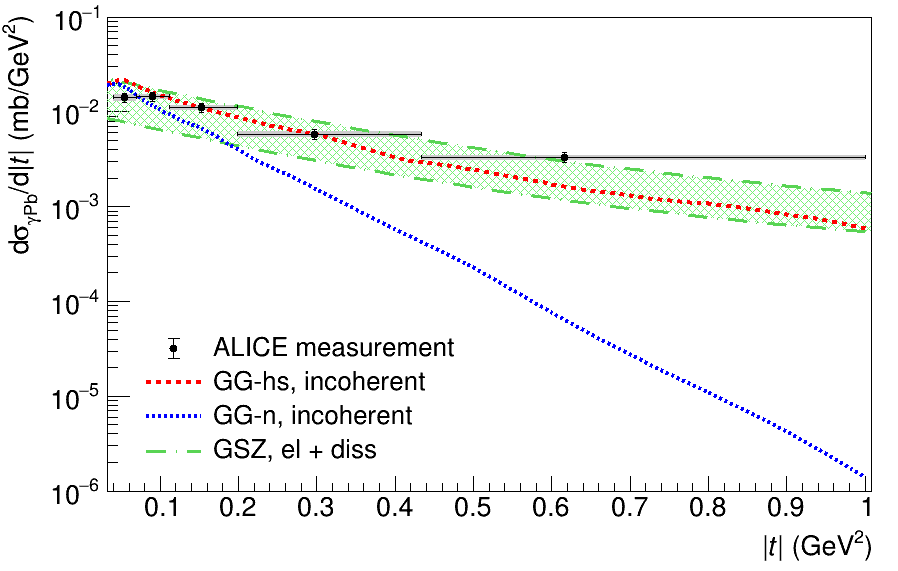 dσγPb/d|t| (mb/GeV²)
10⁻¹
10⁻²
10⁻³
10⁻⁴
10⁻⁵
10⁻⁶
ALICE measurement
GG-hs, incoherent
GG-n, incoherent
GSZ, el + diss
0.1 0.2 0.3 0.4 0.5 0.6 0.7 0.8 0.9 1
|t| (GeV²)